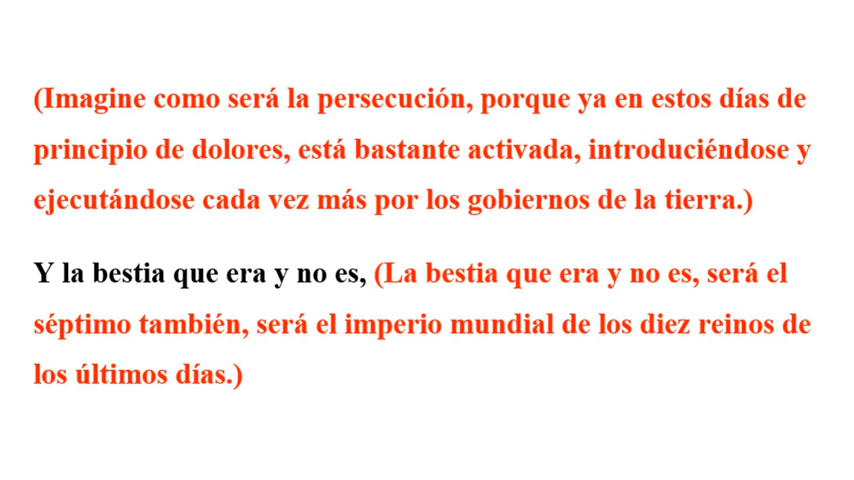 (Imagine como será la persecución, porque ya en estos días de
principio de dolores, está bastante activada, introduciéndose y
ejecutándose cada vez más por los gobiernos de la tierra.)
Y la bestia que era y no es, (La bestia que era y no es, será el
séptimo también, será el imperio mundial de los diez reinos de
los últimos días.)